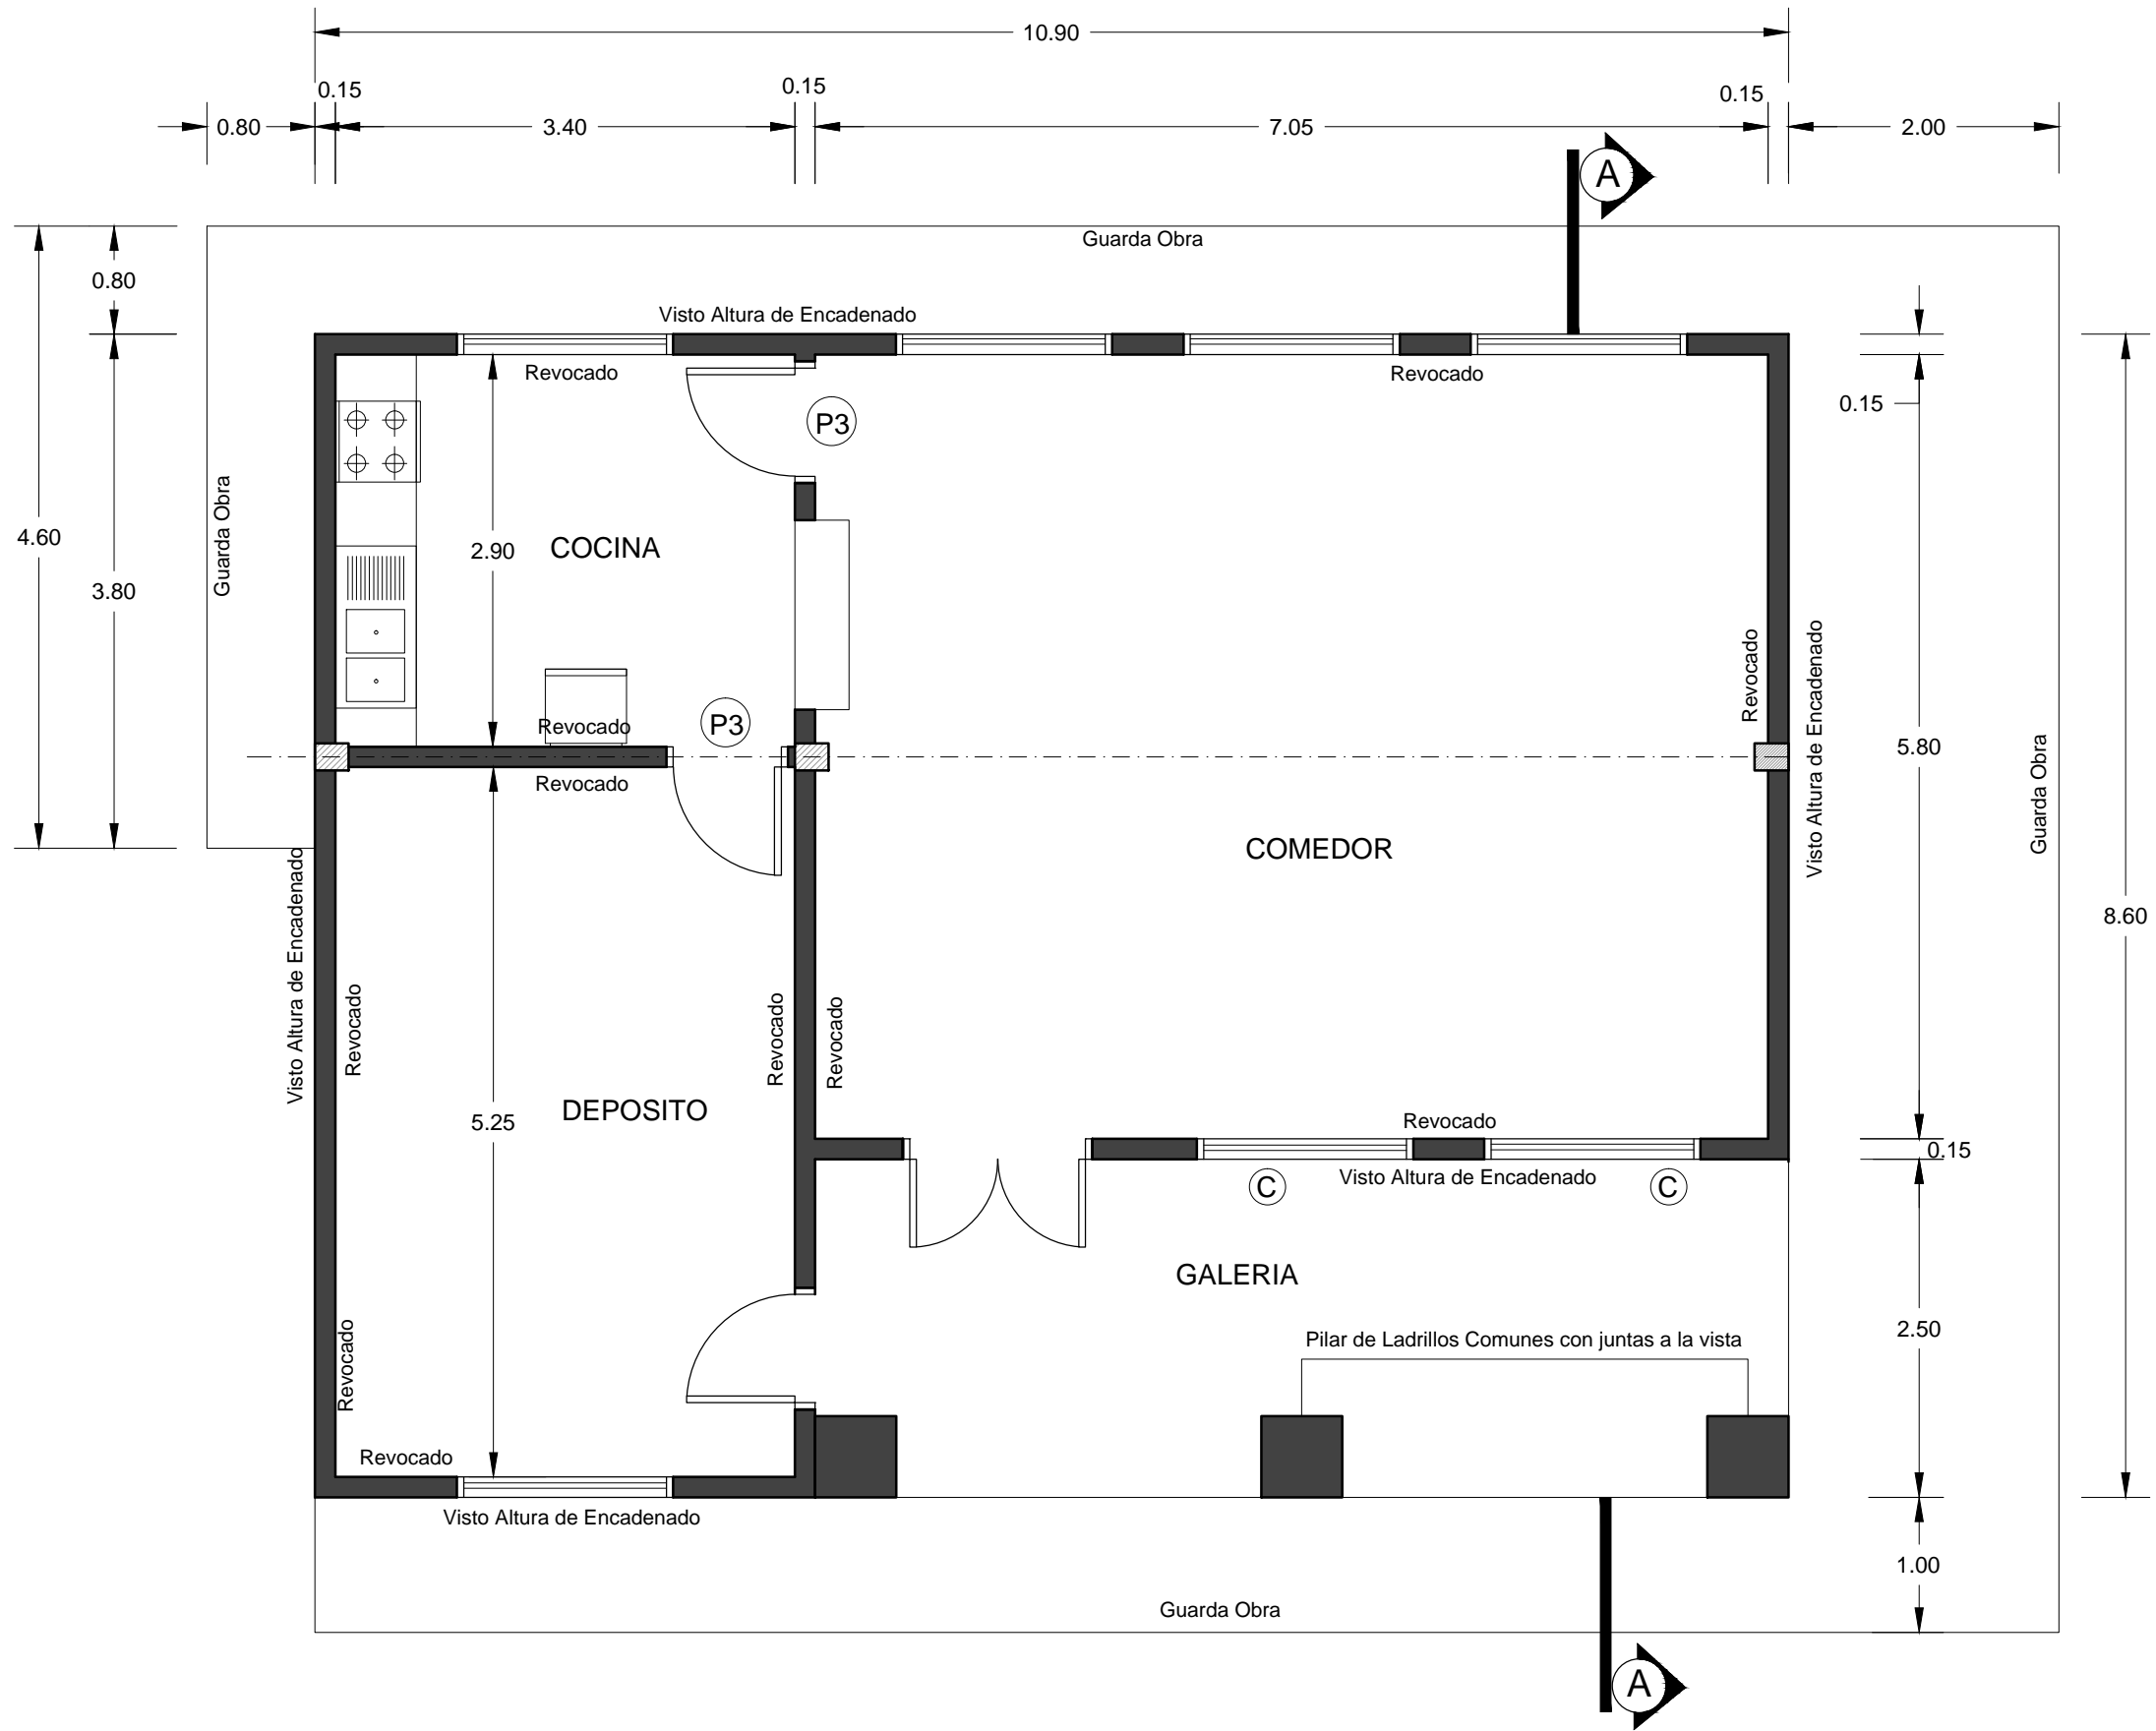 10.90
0.15
0.15
0.15
0.80
3.40
7.05
2.00
A
Guarda Obra
0.80
Visto Altura de Encadenado
Revocado
Revocado
0.15
P3
4.60
Guarda Obra
3.80
2.90
COCINA
Revocado
Visto Altura de Encadenado
P3
Revocado
5.80
Guarda Obra
Revocado
COMEDOR
8.60
Visto Altura de Encadenado
Revocado
Revocado
Revocado
5.25
DEPOSITO
Revocado
0.15
Visto Altura de Encadenado
C
C
GALERIA
2.50
Pilar de Ladrillos Comunes con juntas a la vista
Revocado
Revocado
Visto Altura de Encadenado
1.00
Guarda Obra
A